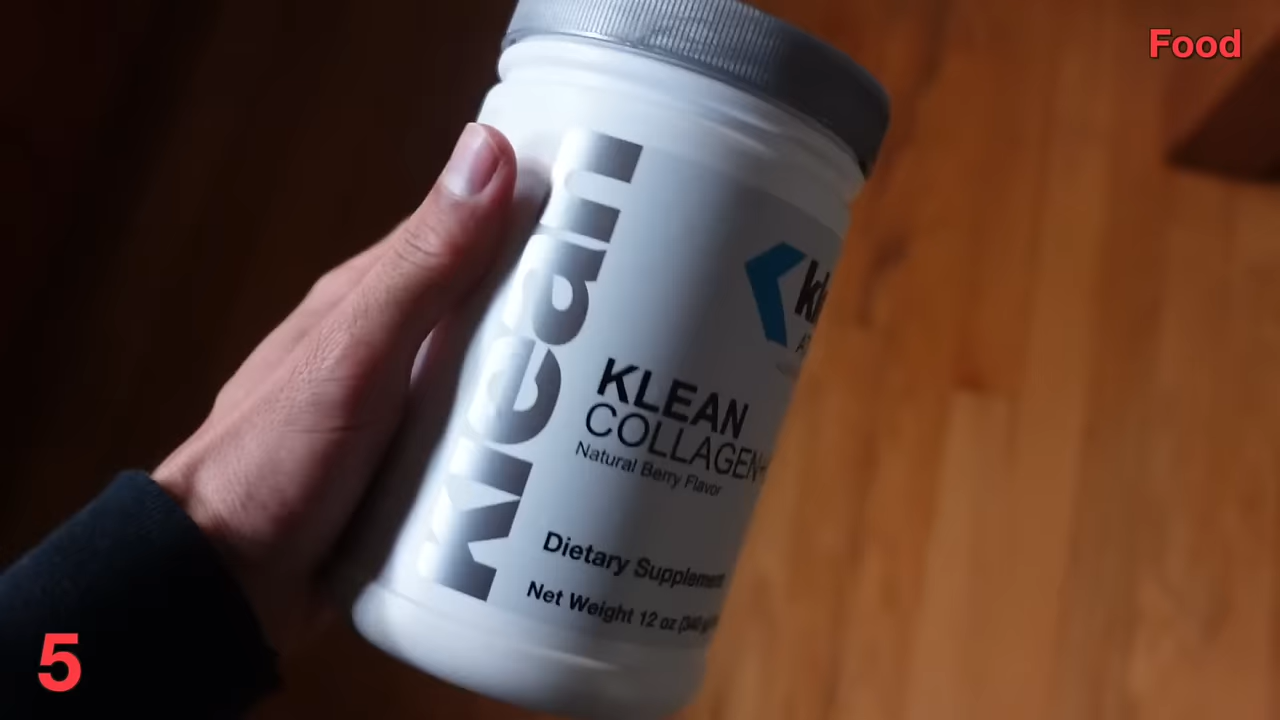 Food
klean
KLEAN
COLLAGEN+
Natural Berry Flavor
Dietary Supplement
Net Weight 12 oz
5